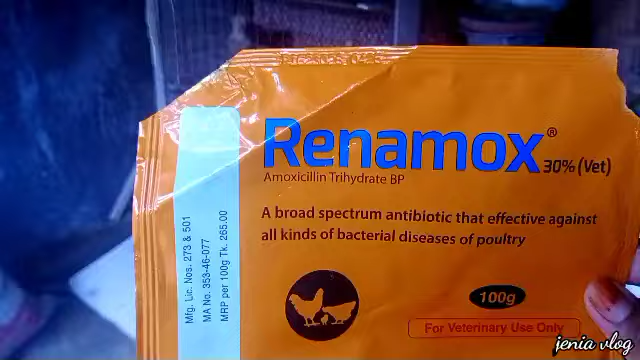 Renamox®
30% (Vet)
Amoxicillin Trihydrate BP
A broad spectrum antibiotic that effective against
all kinds of bacterial diseases of poultry
100g
For Veterinary Use Only
Mfg. Lic. Nos. 273 & 501
MA No. 353-46-077
MRP per 100g Tk. 265.00
jenia vlog